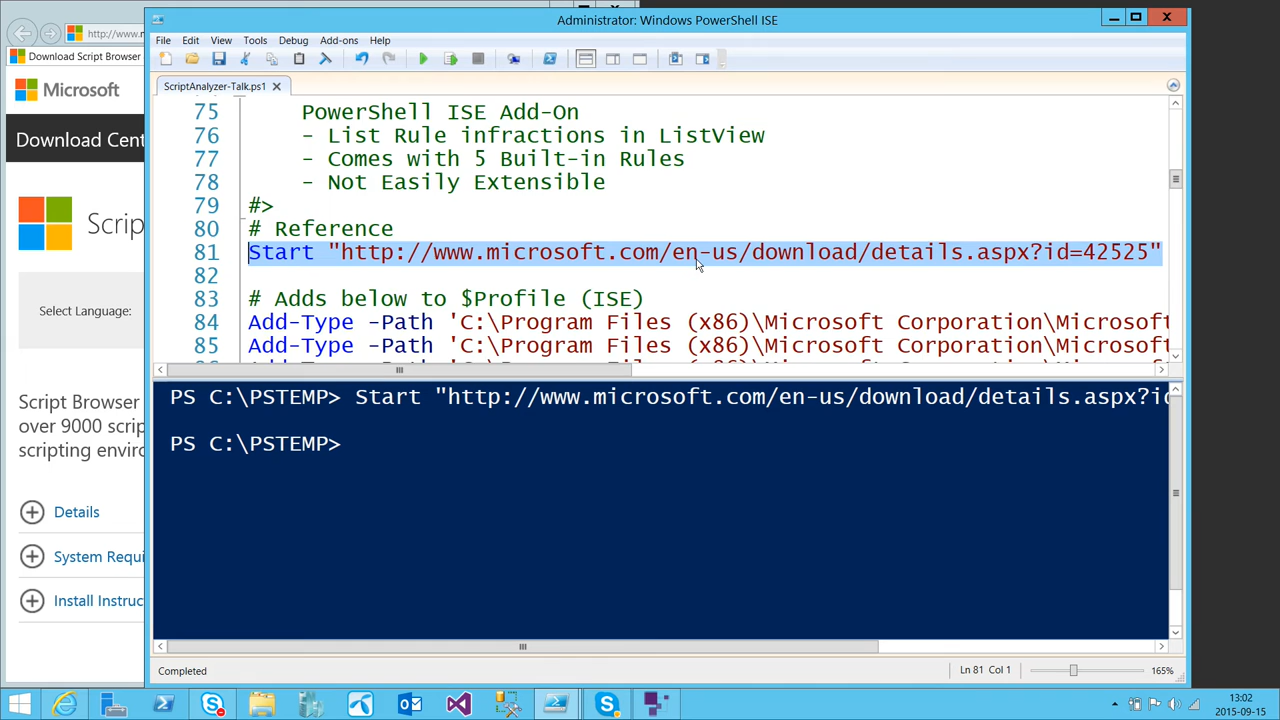 Administrator: Windows PowerShell ISE
http://www.m
Download Script Browser
Microsoft
Download Cent
Scrip
Select Language:
Script Browser
over 9000 scrip
scripting enviro
Details
System Requi
Install Instruc
File Edit View Tools Debug Add-ons Help
ScriptAnalyzer-Talk.ps1
75 PowerShell ISE Add-On
76 - List Rule infractions in ListView
77 - Comes with 5 Built-in Rules
78 - Not Easily Extensible
79 #>
80 # Reference
81 Start "http://www.microsoft.com/en-us/download/details.aspx?id=42525"
82
83 # Adds below to $Profile (ISE)
84 Add-Type -Path 'C:\Program Files (x86)\Microsoft Corporation\Microsoft
85 Add-Type -Path 'C:\Program Files (x86)\Microsoft Corporation\Microsoft
PS C:\PSTEMP> Start "http://www.microsoft.com/en-us/download/details.aspx?id
PS C:\PSTEMP>
Completed
Ln 81 Col 1
165%
13:02
2015-09-15